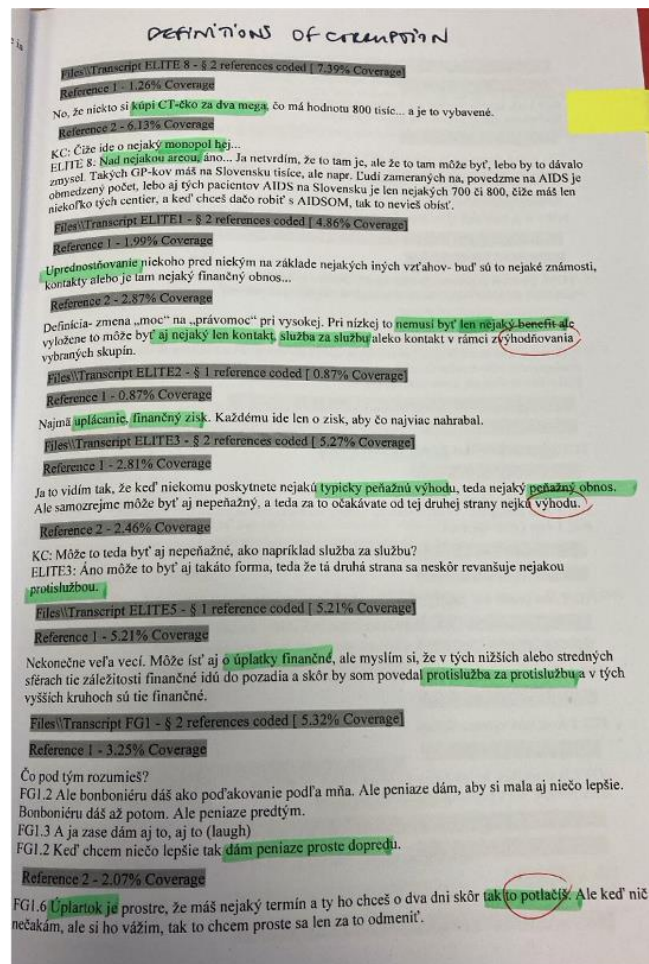 is
DEFINITIONS OF CORRUPTION
Files\\Transcript ELITE 8 - § 2 references coded [ 7.39% Coverage]
Reference 1 - 1.26% Coverage
No, že niekto si kúpi CT-čko za dva mega, čo má hodnotu 800 tisíc... a je to vybavené.
Reference 2 - 6.13% Coverage
KC: Čiže ide o nejaký monopol hej...
ELITE 8: Nad nejakou areou, áno... Ja netvrdím, že to tam je, ale že to tam môže byť, lebo by to dávalo
zmysel. Takých GP-kov máš na Slovensku tisíce, ale napr. Ľudí zameraných na, povedzme na AIDS je
obmedzený počet, lebo aj tých pacientov AIDS na Slovensku je len nejakých 700 či 800, čiže máš len
niekoľko tých centier, a keď chceš dačo robiť s AIDSOM, tak to nevieš obísť.
Files\\Transcript ELITE1 - § 2 references coded [ 4.86% Coverage]
Reference 1 - 1.99% Coverage
Uprednostňovanie niekoho pred niekým na základe nejakých iných vzťahov- buď sú to nejaké známosti,
kontakty alebo je tam nejaký finančný obnos...
Reference 2 - 2.87% Coverage
Definícia- zmena „moc“ na „právomoc“ pri vysokej. Pri nízkej to nemusí byť len nejaký benefit ale
vyložene to môže byť aj nejaký len kontakt, služba za službu aleko kontakt v rámci zvýhodňovania
vybraných skupín.
Files\\Transcript ELITE2 - § 1 reference coded [ 0.87% Coverage]
Reference 1 - 0.87% Coverage
Najmä uplácanie, finančný zisk. Každému ide len o zisk, aby čo najviac nahrabal.
Files\\Transcript ELITE3 - § 2 references coded [ 5.27% Coverage]
Reference 1 - 2.81% Coverage
Ja to vidím tak, že keď niekomu poskytnete nejakú typicky peňažnú výhodu, teda nejaký peňažný obnos.
Ale samozrejme môže byť aj nepeňažný, a teda za to očakávate od tej druhej strany nejkú výhodu.
Reference 2 - 2.46% Coverage
KC: Môže to teda byť aj nepeňažné, ako napríklad služba za službu?
ELITE3: Áno môže to byť aj takáto forma, teda že tá druhá strana sa neskôr revanšuje nejakou
protislužbou.
Files\\Transcript ELITE5 - § 1 reference coded [ 5.21% Coverage]
Reference 1 - 5.21% Coverage
Nekonečne veľa vecí. Môže ísť aj o úplatky finančné, ale myslím si, že v tých nižších alebo stredných
sférach tie záležitosti finančné idú do pozadia a skôr by som povedal protislužba za protislužbu a v tých
vyšších kruhoch sú tie finančné.
Files\\Transcript FG1 - § 2 references coded [ 5.32% Coverage]
Reference 1 - 3.25% Coverage
Čo pod tým rozumieš?
FG1.2 Ale bonboniéru dáš ako poďakovanie podľa mňa. Ale peniaze dám, aby si mala aj niečo lepšie.
Bonboniéru dáš až potom. Ale peniaze predtým.
FG1.3 A ja zase dám aj to, aj to (laugh)
FG1.2 Keď chcem niečo lepšie tak dám peniaze proste dopredu.
Reference 2 - 2.07% Coverage
FG1.6 Úplartok je prostre, že máš nejaký termín a ty ho chceš o dva dni skôr tak to potlačíš. Ale keď nič
nečakám, ale si ho vážim, tak to chcem proste sa len za to odmeniť.